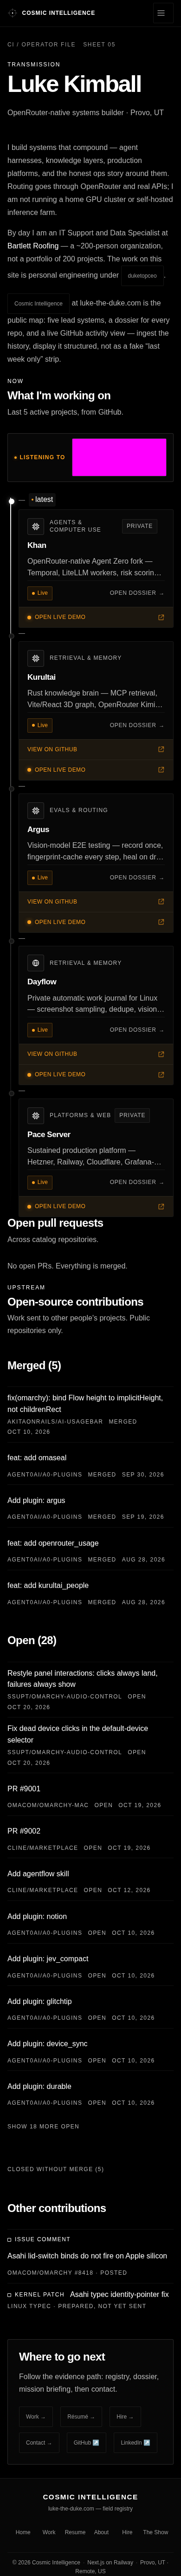 COSMIC INTELLIGENCE
CI / OPERATOR FILE · SHEET 05
TRANSMISSION
Luke Kimball
OpenRouter-native systems builder · Provo, UT
I build systems that compound — agent
harnesses, knowledge layers, production
platforms, and the honest ops story around them.
Routing goes through OpenRouter and real APIs; I
am not running a home GPU cluster or self-hosted
inference farm.
By day I am an IT Support and Data Specialist at
Bartlett Roofing — a ~200-person organization,
not a portfolio of 200 projects. The work on this
site is personal engineering under duketopceo .
Cosmic Intelligence at luke-the-duke.com is the
public map: five lead systems, a dossier for every
repo, and a live GitHub activity view — ingest the
history, display it structured, not as a fake “last
week only” strip.
NOW
What I'm working on
Last 5 active projects, from GitHub.
LISTENING TO
latest
AGENTS &
COMPUTER USE
PRIVATE
Khan
OpenRouter-native Agent Zero fork —
Temporal, LiteLLM workers, risk scorin…
Live
OPEN DOSSIER →
OPEN LIVE DEMO
RETRIEVAL & MEMORY
Kurultai
Rust knowledge brain — MCP retrieval,
Vite/React 3D graph, OpenRouter Kimi…
Live
OPEN DOSSIER →
VIEW ON GITHUB
OPEN LIVE DEMO
EVALS & ROUTING
Argus
Vision-model E2E testing — record once,
fingerprint-cache every step, heal on dr…
Live
OPEN DOSSIER →
VIEW ON GITHUB
OPEN LIVE DEMO
RETRIEVAL & MEMORY
Dayflow
Private automatic work journal for Linux
— screenshot sampling, dedupe, vision…
Live
OPEN DOSSIER →
VIEW ON GITHUB
OPEN LIVE DEMO
PLATFORMS & WEB
PRIVATE
Pace Server
Sustained production platform —
Hetzner, Railway, Cloudflare, Grafana-…
Live
OPEN DOSSIER →
OPEN LIVE DEMO
Open pull requests
Across catalog repositories.
No open PRs. Everything is merged.
UPSTREAM
Open-source contributions
Work sent to other people's projects. Public
repositories only.
Merged (5)
fix(omarchy): bind Flow height to implicitHeight,
not childrenRect
AKITAONRAILS/AI-USAGEBAR MERGED
OCT 10, 2026
feat: add omaseal
AGENT0AI/A0-PLUGINS MERGED SEP 30, 2026
Add plugin: argus
AGENT0AI/A0-PLUGINS MERGED SEP 19, 2026
feat: add openrouter_usage
AGENT0AI/A0-PLUGINS MERGED AUG 28, 2026
feat: add kurultai_people
AGENT0AI/A0-PLUGINS MERGED AUG 28, 2026
Open (28)
Restyle panel interactions: clicks always land,
failures always show
SSUPT/OMARCHY-AUDIO-CONTROL OPEN
OCT 20, 2026
Fix dead device clicks in the default-device
selector
SSUPT/OMARCHY-AUDIO-CONTROL OPEN
OCT 20, 2026
PR #9001
OMACOM/OMARCHY-MAC OPEN OCT 19, 2026
PR #9002
CLINE/MARKETPLACE OPEN OCT 19, 2026
Add agentflow skill
CLINE/MARKETPLACE OPEN OCT 12, 2026
Add plugin: notion
AGENT0AI/A0-PLUGINS OPEN OCT 10, 2026
Add plugin: jev_compact
AGENT0AI/A0-PLUGINS OPEN OCT 10, 2026
Add plugin: glitchtip
AGENT0AI/A0-PLUGINS OPEN OCT 10, 2026
Add plugin: device_sync
AGENT0AI/A0-PLUGINS OPEN OCT 10, 2026
Add plugin: durable
AGENT0AI/A0-PLUGINS OPEN OCT 10, 2026
SHOW 18 MORE OPEN
CLOSED WITHOUT MERGE (5)
Other contributions
ISSUE COMMENT
Asahi lid-switch binds do not fire on Apple silicon
OMACOM/OMARCHY #8418 · POSTED
KERNEL PATCH Asahi typec identity-pointer fix
LINUX TYPEC · PREPARED, NOT YET SENT
Where to go next
Follow the evidence path: registry, dossier,
mission briefing, then contact.
Work →
Résumé →
Hire →
Contact →
GitHub ↗
LinkedIn ↗
COSMIC INTELLIGENCE
luke-the-duke.com — field registry
Home Work Resume About Hire The Show
© 2026 Cosmic Intelligence · Next.js on Railway · Provo, UT ·
Remote, US